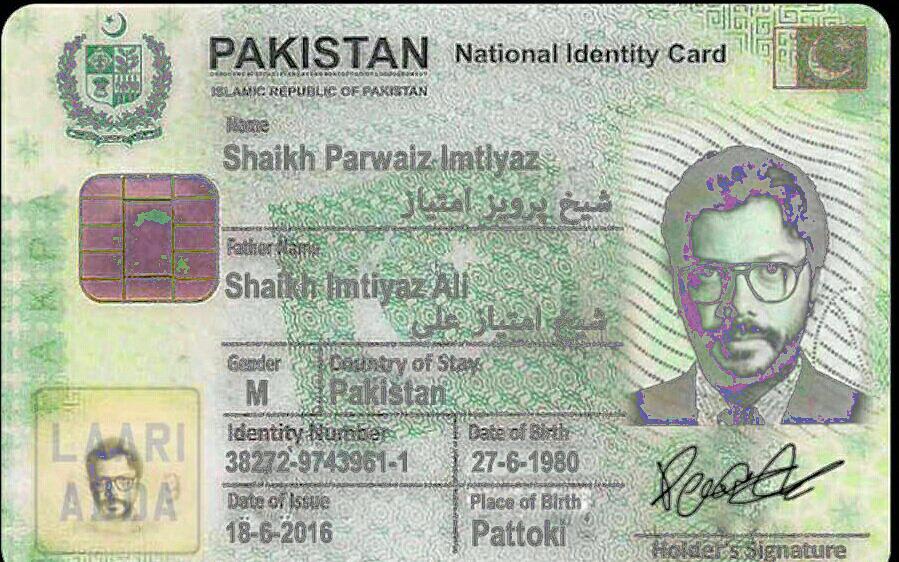 PAKISTAN National Identity Card
ISLAMIC REPUBLIC OF PAKISTAN
Name
Shaikh Parwaiz Imtiyaz
شیخ پرویز امتیاز
Father Name
Shaikh Imtiyaz Ali
شیخ امتیاز علی
Gender Country of Stay
M Pakistan
Identity Number Date of Birth
38272-9743961-1 27-6-1980
Date of Issue Place of Birth
18-6-2016 Pattoki
LAARI
ADDA
Holder's Signature